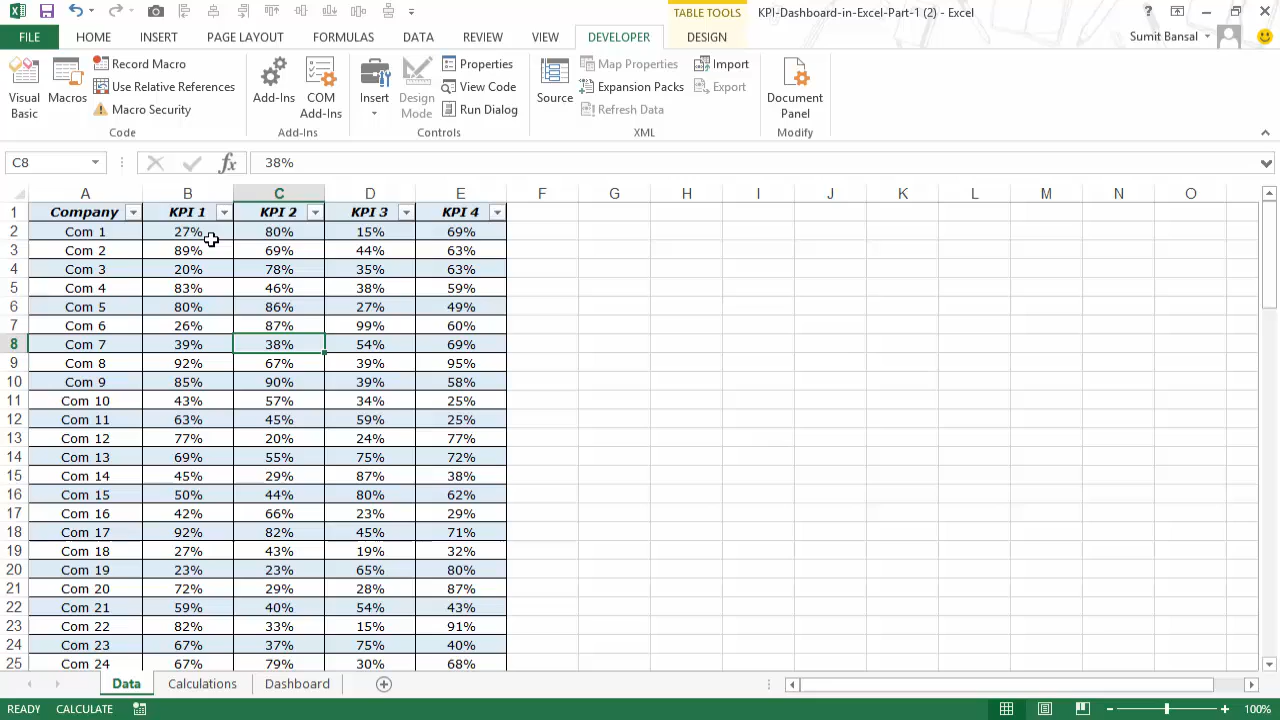 TABLE TOOLS
KPI-Dashboard-in-Excel-Part-1 (2) - Excel
FILE HOME INSERT PAGE LAYOUT FORMULAS DATA REVIEW VIEW DEVELOPER DESIGN Sumit Bansal
Visual Basic
Macros
Record Macro
Use Relative References
Macro Security
Code
Add-Ins
COM Add-Ins
Add-Ins
Insert
Design Mode
Properties
View Code
Run Dialog
Controls
Source
Map Properties
Expansion Packs
Refresh Data
Import
Export
XML
Document Panel
Modify
C8 fx 38%
A B C D E F G H I J K L M N O
1 Company KPI 1 KPI 2 KPI 3 KPI 4
2 Com 1 27% 80% 15% 69%
3 Com 2 89% 69% 44% 63%
4 Com 3 20% 78% 35% 63%
5 Com 4 83% 46% 38% 59%
6 Com 5 80% 86% 27% 49%
7 Com 6 26% 87% 99% 60%
8 Com 7 39% 38% 54% 69%
9 Com 8 92% 67% 39% 95%
10 Com 9 85% 90% 39% 58%
11 Com 10 43% 57% 34% 25%
12 Com 11 63% 45% 59% 25%
13 Com 12 77% 20% 24% 77%
14 Com 13 69% 55% 75% 72%
15 Com 14 45% 29% 87% 38%
16 Com 15 50% 44% 80% 62%
17 Com 16 42% 66% 23% 29%
18 Com 17 92% 82% 45% 71%
19 Com 18 27% 43% 19% 32%
20 Com 19 23% 23% 65% 80%
21 Com 20 72% 29% 28% 87%
22 Com 21 59% 40% 54% 43%
23 Com 22 82% 33% 15% 91%
24 Com 23 67% 37% 75% 40%
25 Com 24 67% 79% 30% 68%
Data Calculations Dashboard
READY CALCULATE 100%